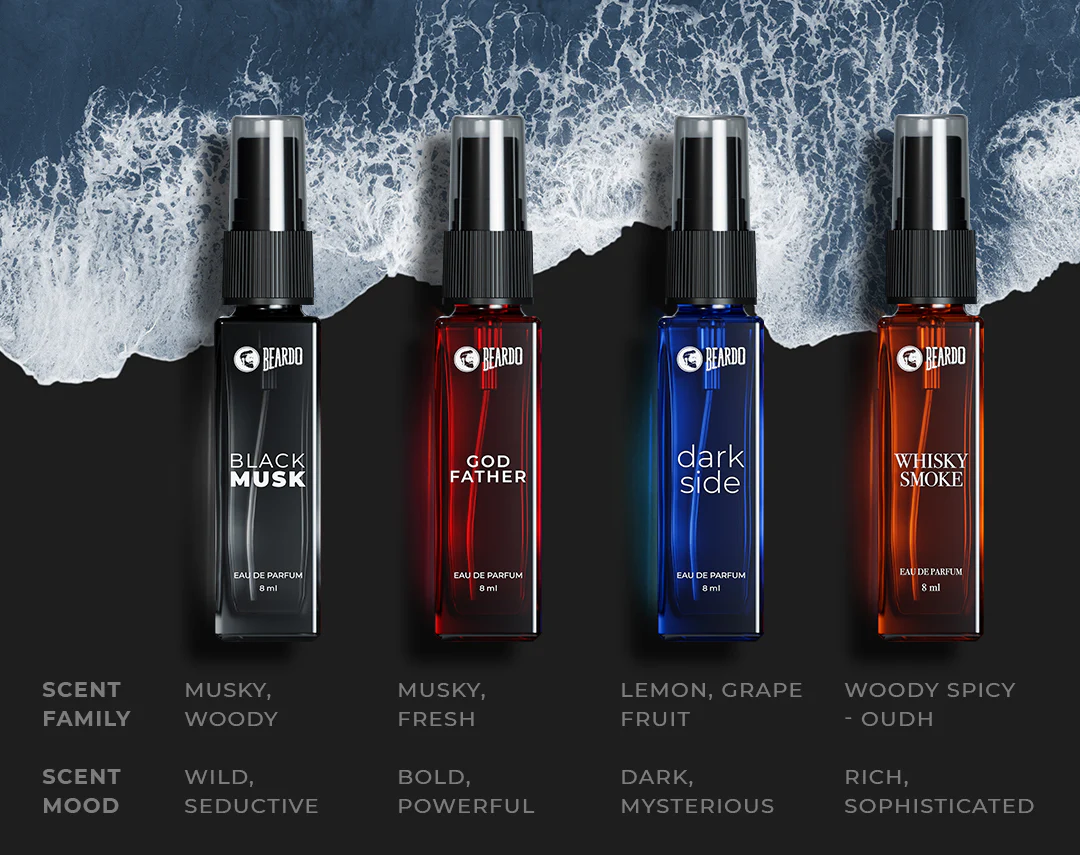 BEARDO
BLACK
MUSK
EAU DE PARFUM
8 ml
BEARDO
GOD
FATHER
EAU DE PARFUM
8 ml
BEARDO
dark
side
EAU DE PARFUM
8 ml
BEARDO
WHISKY
SMOKE
EAU DE PARFUM
8 ml
SCENT
FAMILY
MUSKY,
WOODY
MUSKY,
FRESH
LEMON, GRAPE
FRUIT
WOODY SPICY
- OUDH
SCENT
MOOD
WILD,
SEDUCTIVE
BOLD,
POWERFUL
DARK,
MYSTERIOUS
RICH,
SOPHISTICATED